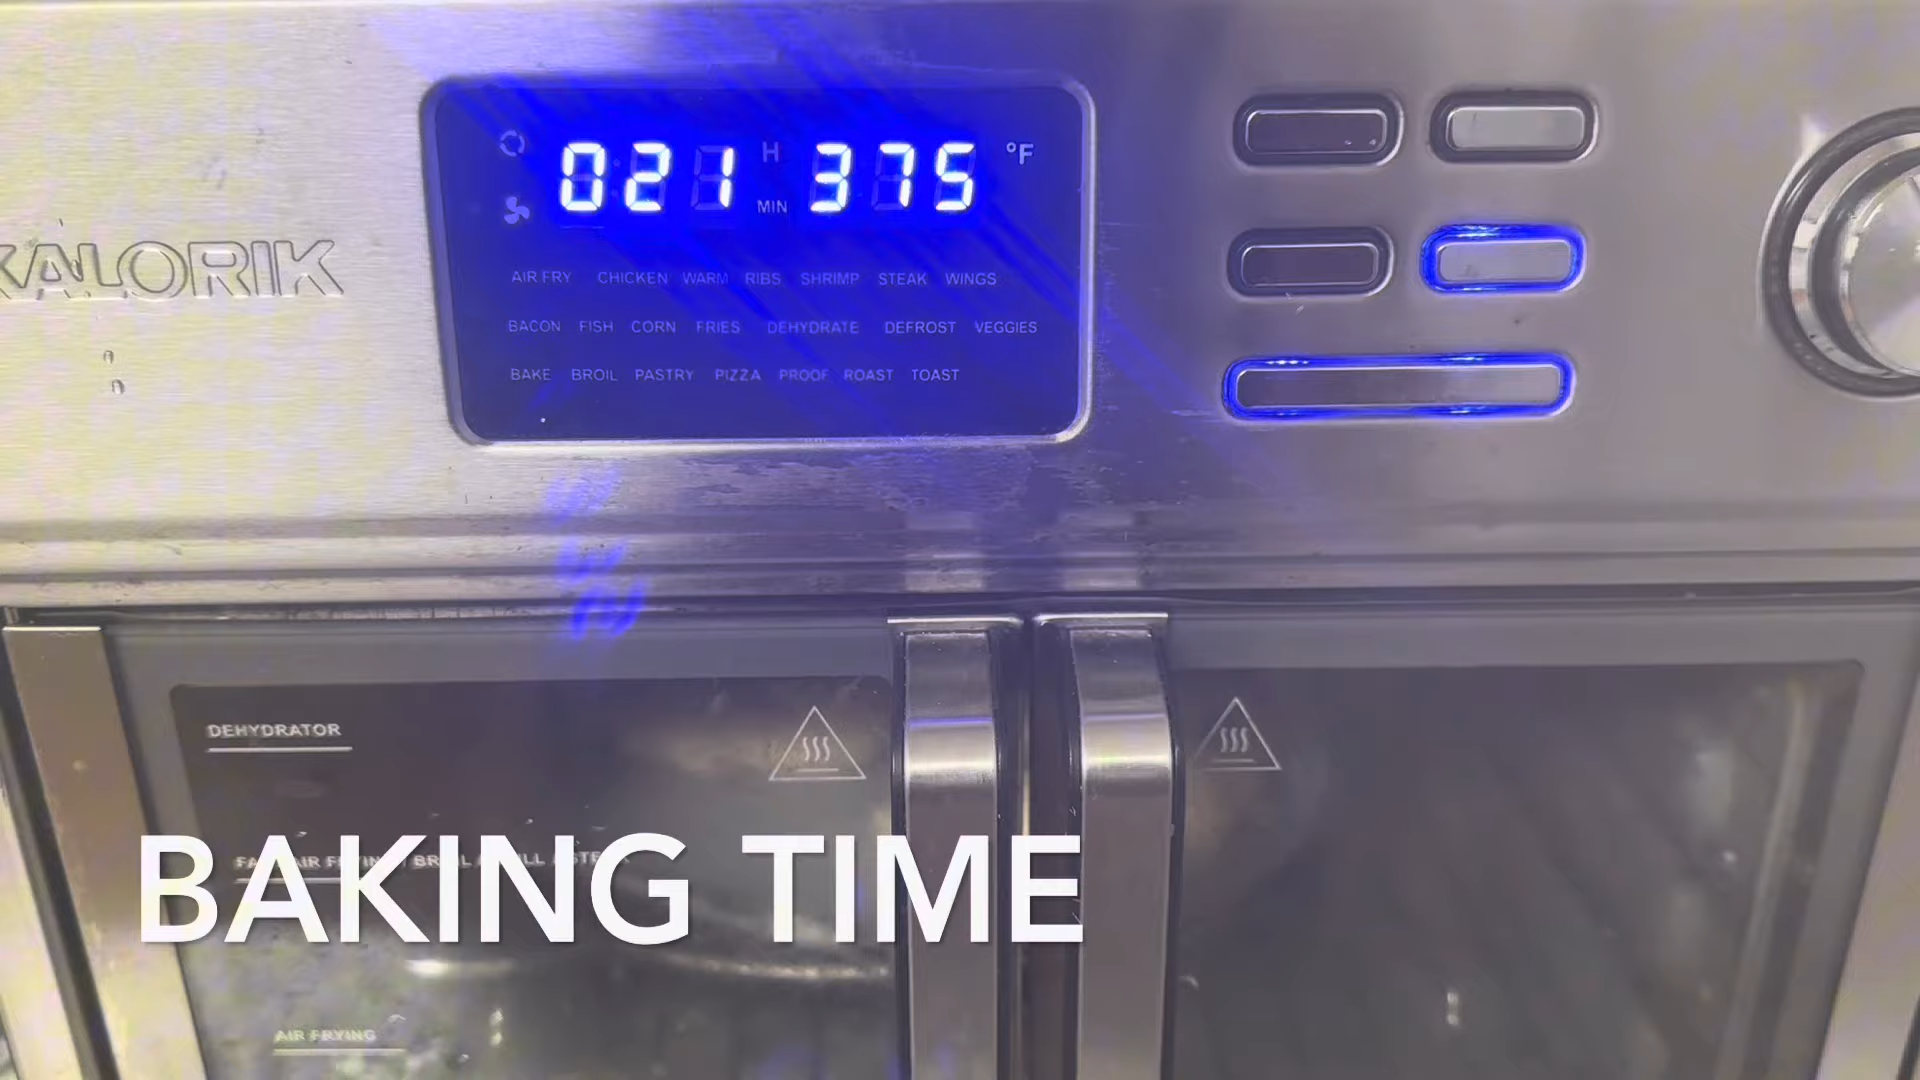 021 H MIN 375 °F
KALORIK
AIR FRY CHICKEN WARM RIBS SHRIMP STEAK WINGS
BACON FISH CORN FRIES DEHYDRATE DEFROST VEGGIES
BAKE BROIL PASTRY PIZZA PROOF ROAST TOAST
DEHYDRATOR
BAKING TIME
AIR FRYING